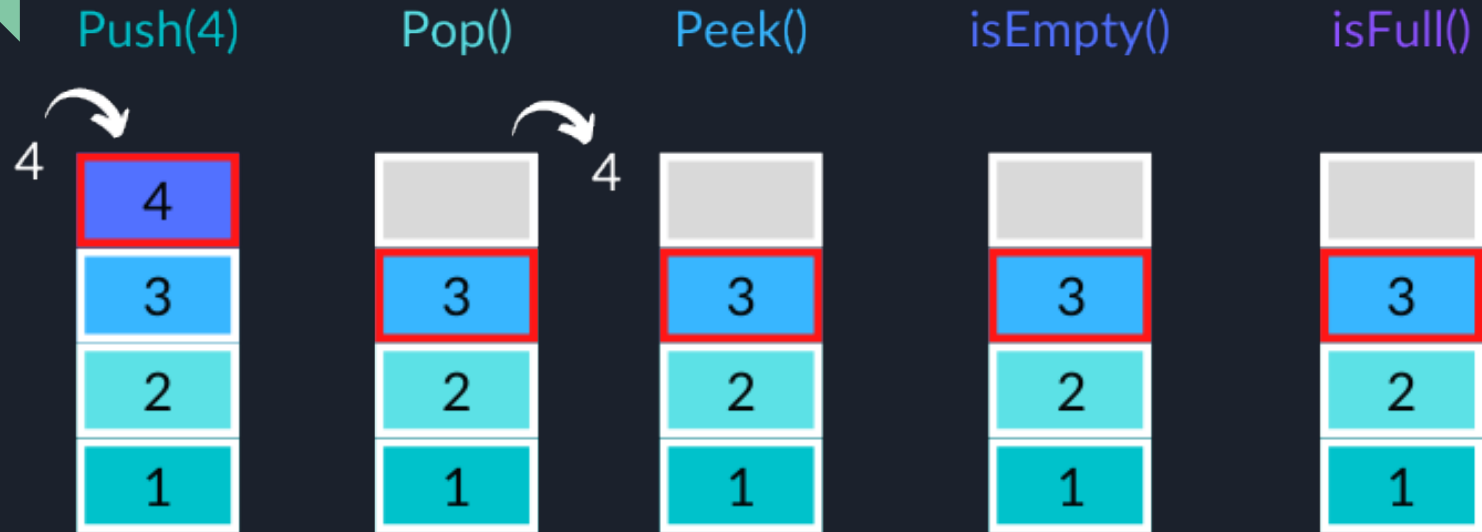 Push(4) Pop() Peek() isEmpty() isFull()
4 4
4
3 3 3 3 3
2 2 2 2 2
1 1 1 1 1